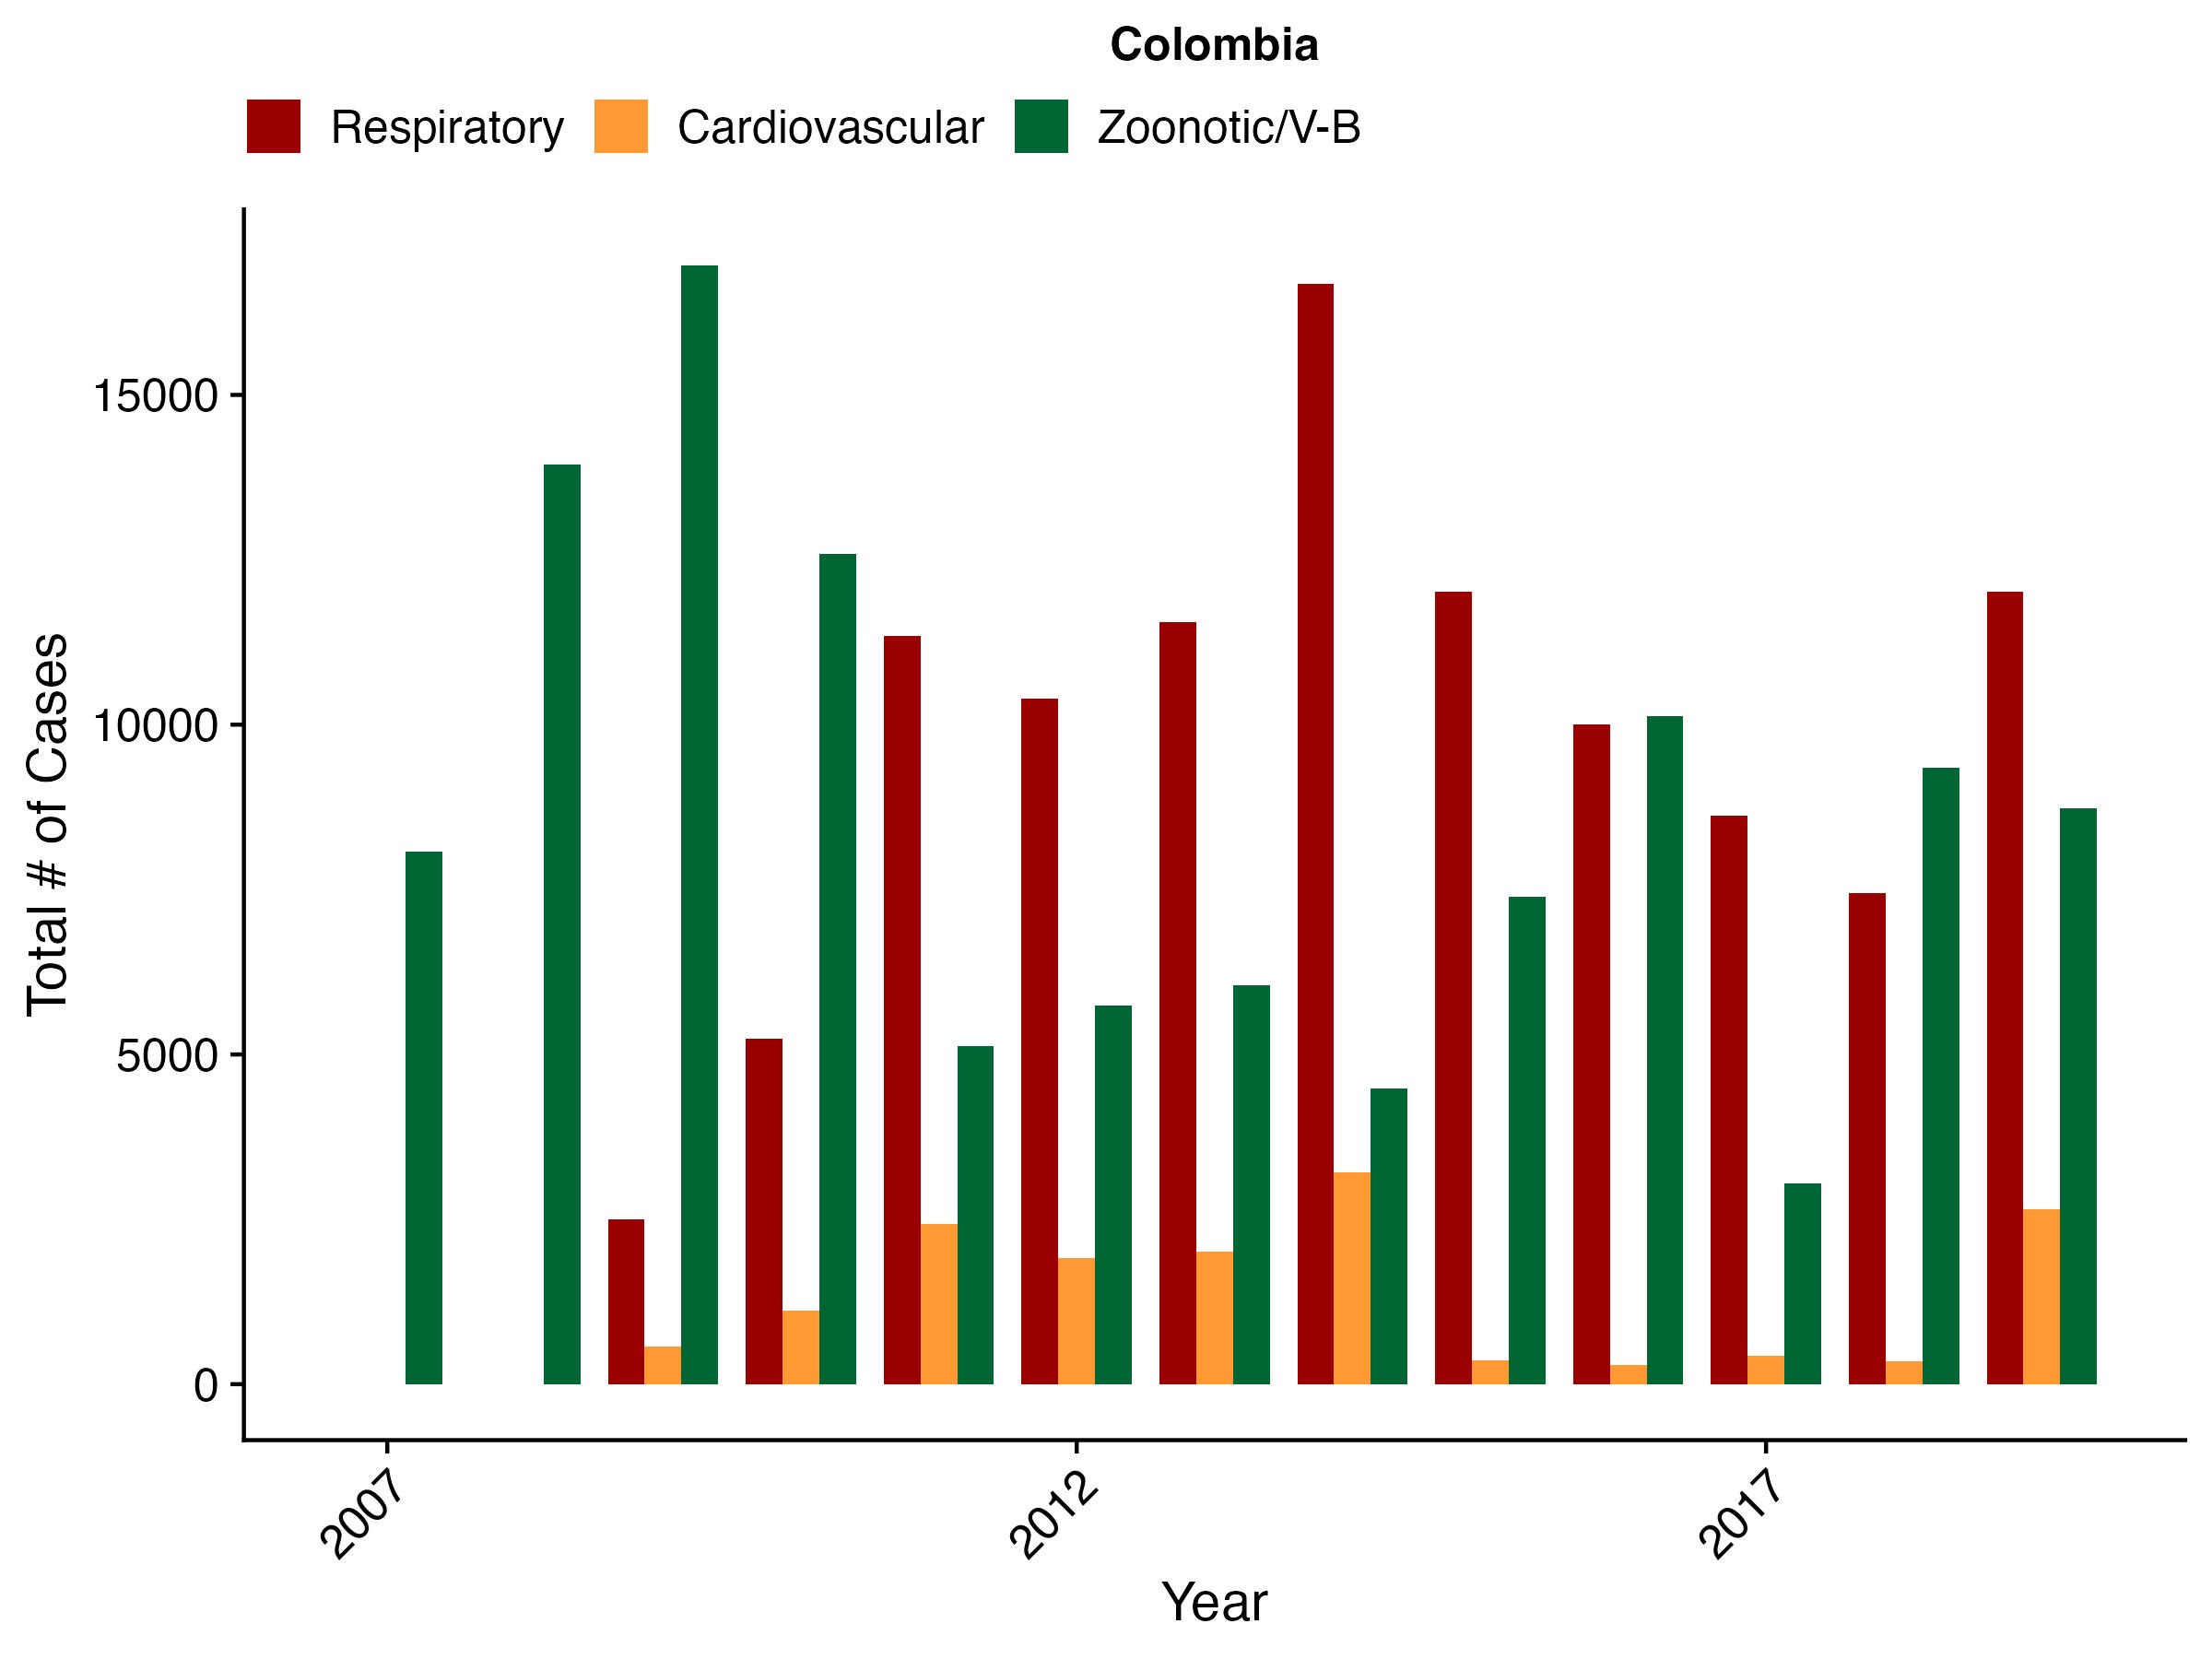 Colombia
Respiratory Cardiovascular Zoonotic/V-B
Total # of Cases
15000
10000
5000
0
2007 2012 2017
Year